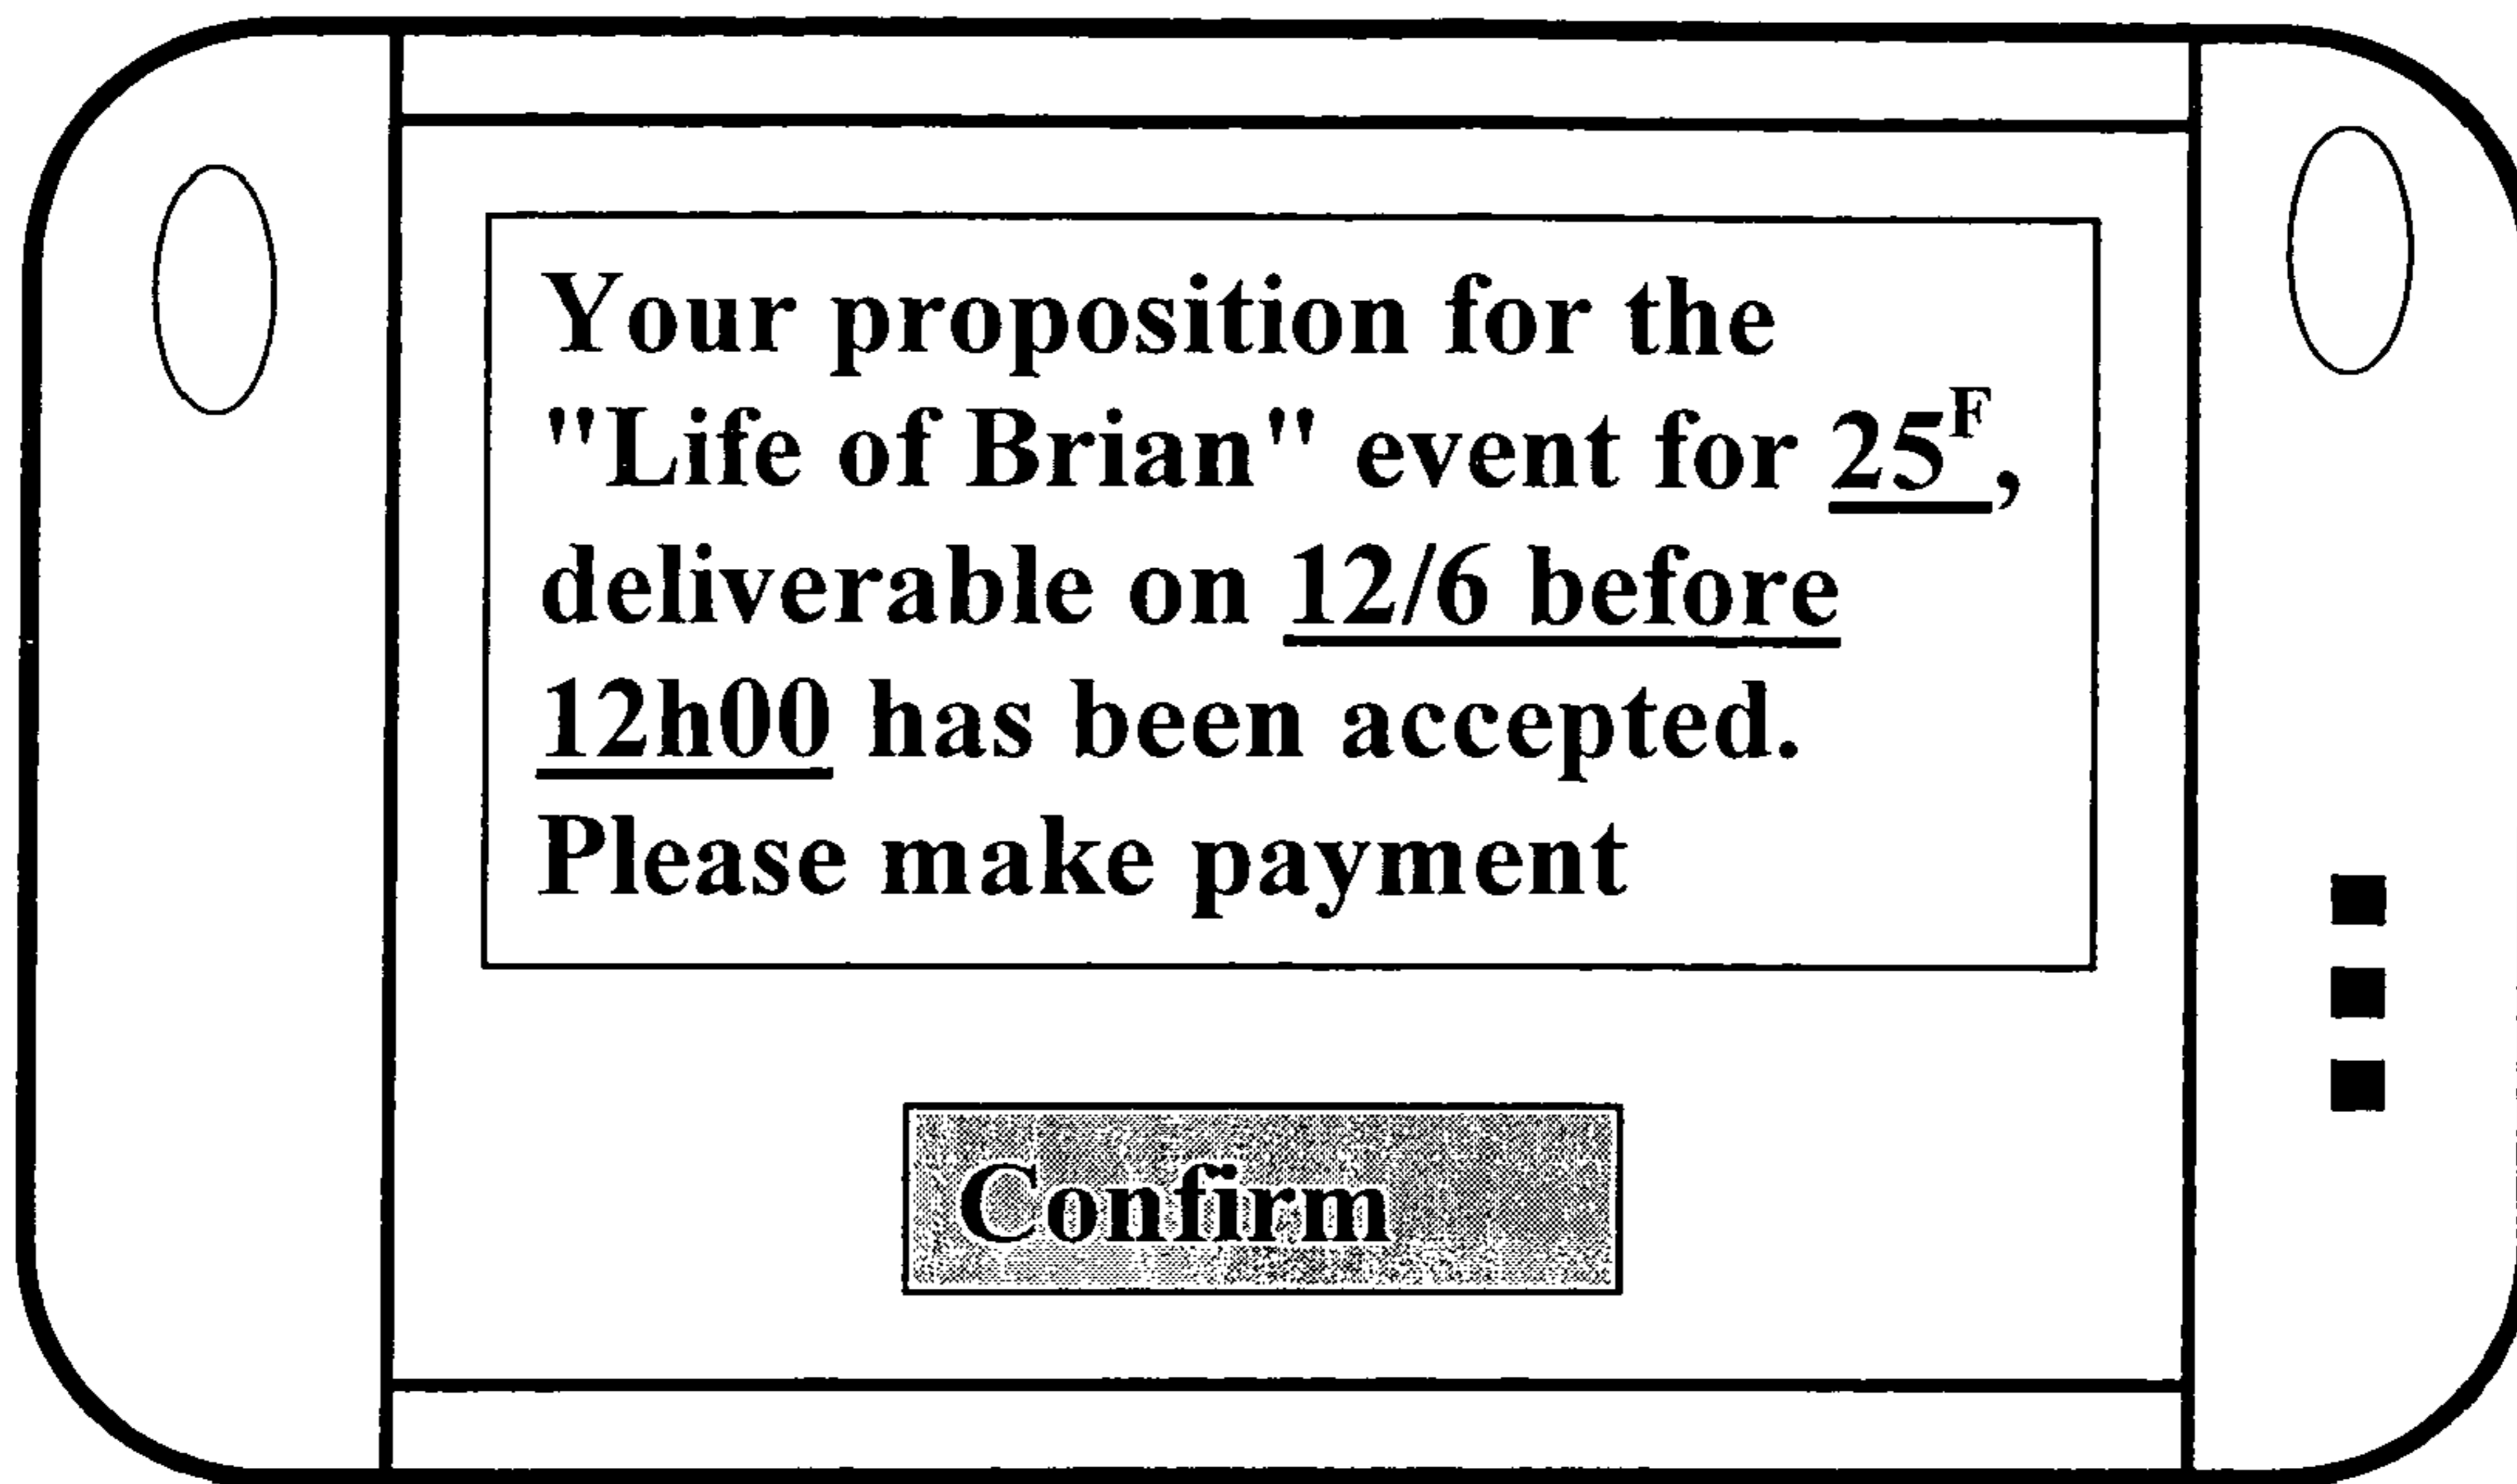 Your proposition for the
"Life of Brian" event for 25F,
deliverable on 12/6 before
12h00 has been accepted.
Please make payment
Confirm